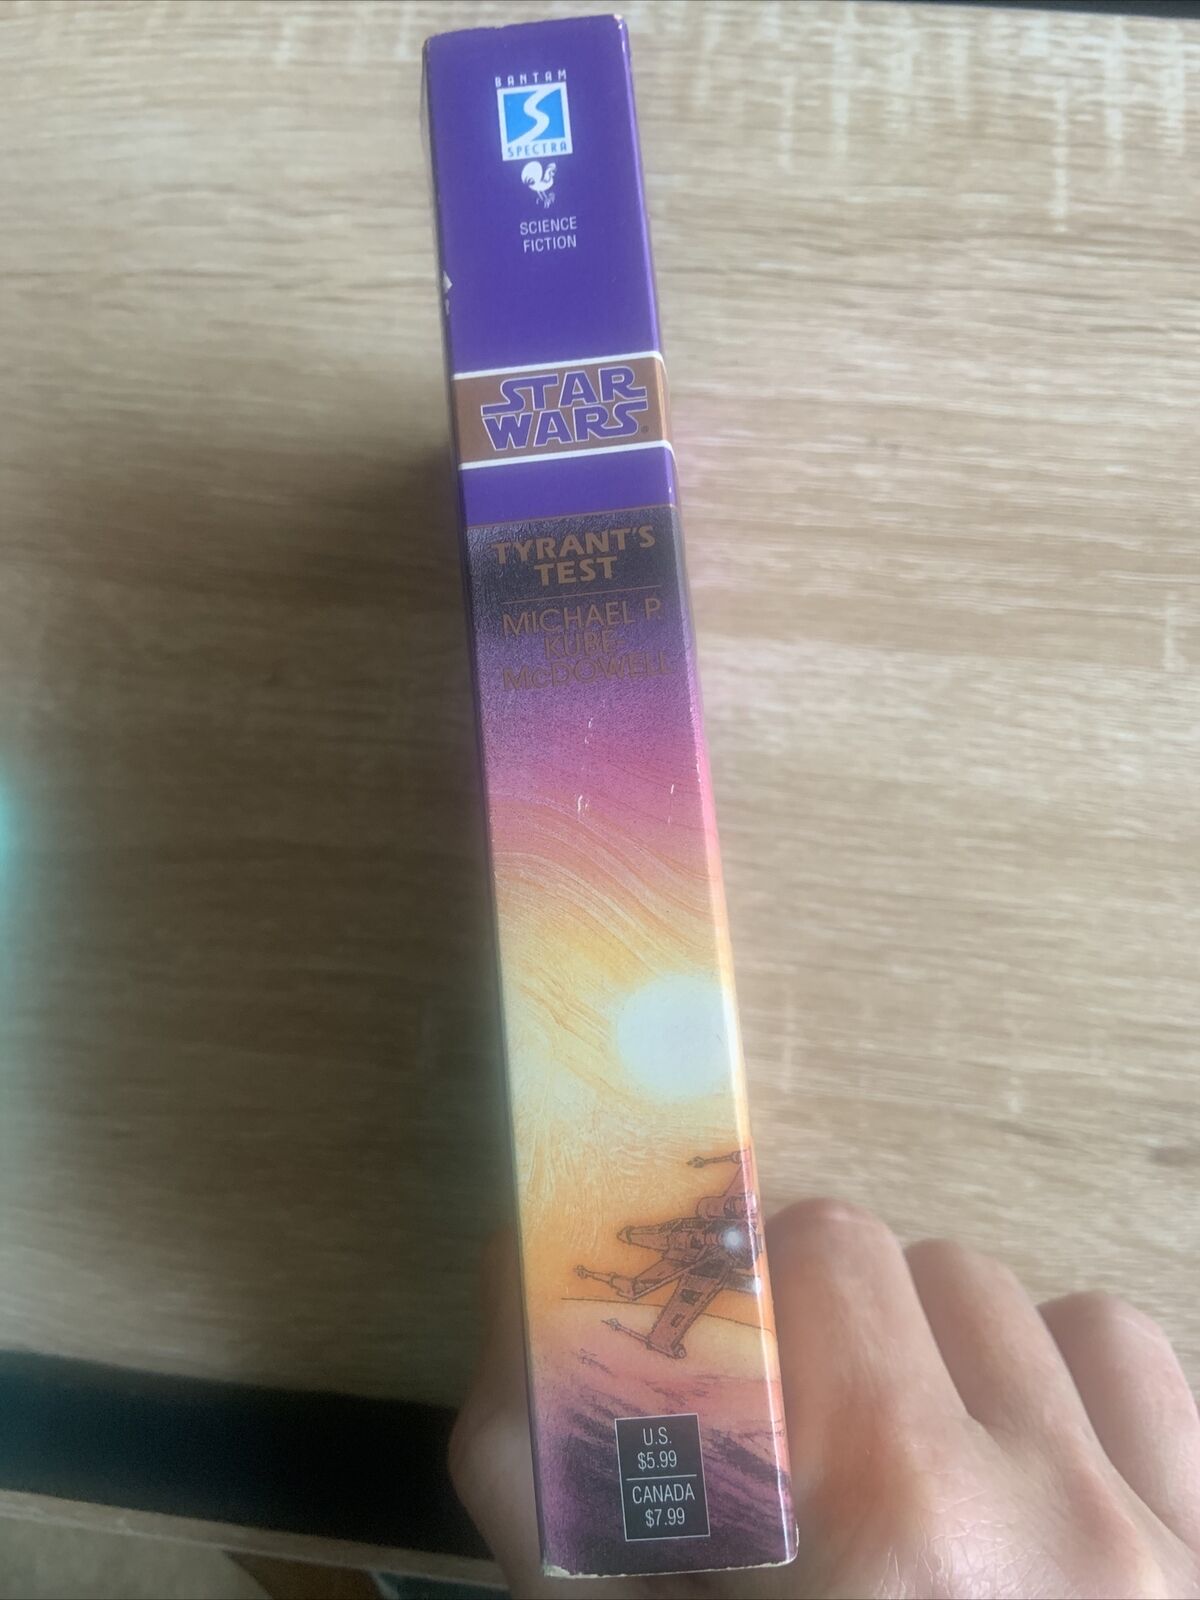 BANTAM
SPECTRA
SCIENCE
FICTION
STAR
WARS®
TYRANT'S
TEST
MICHAEL P.
KUBE-
McDOWELL
U.S.
$5.99
CANADA
$7.99